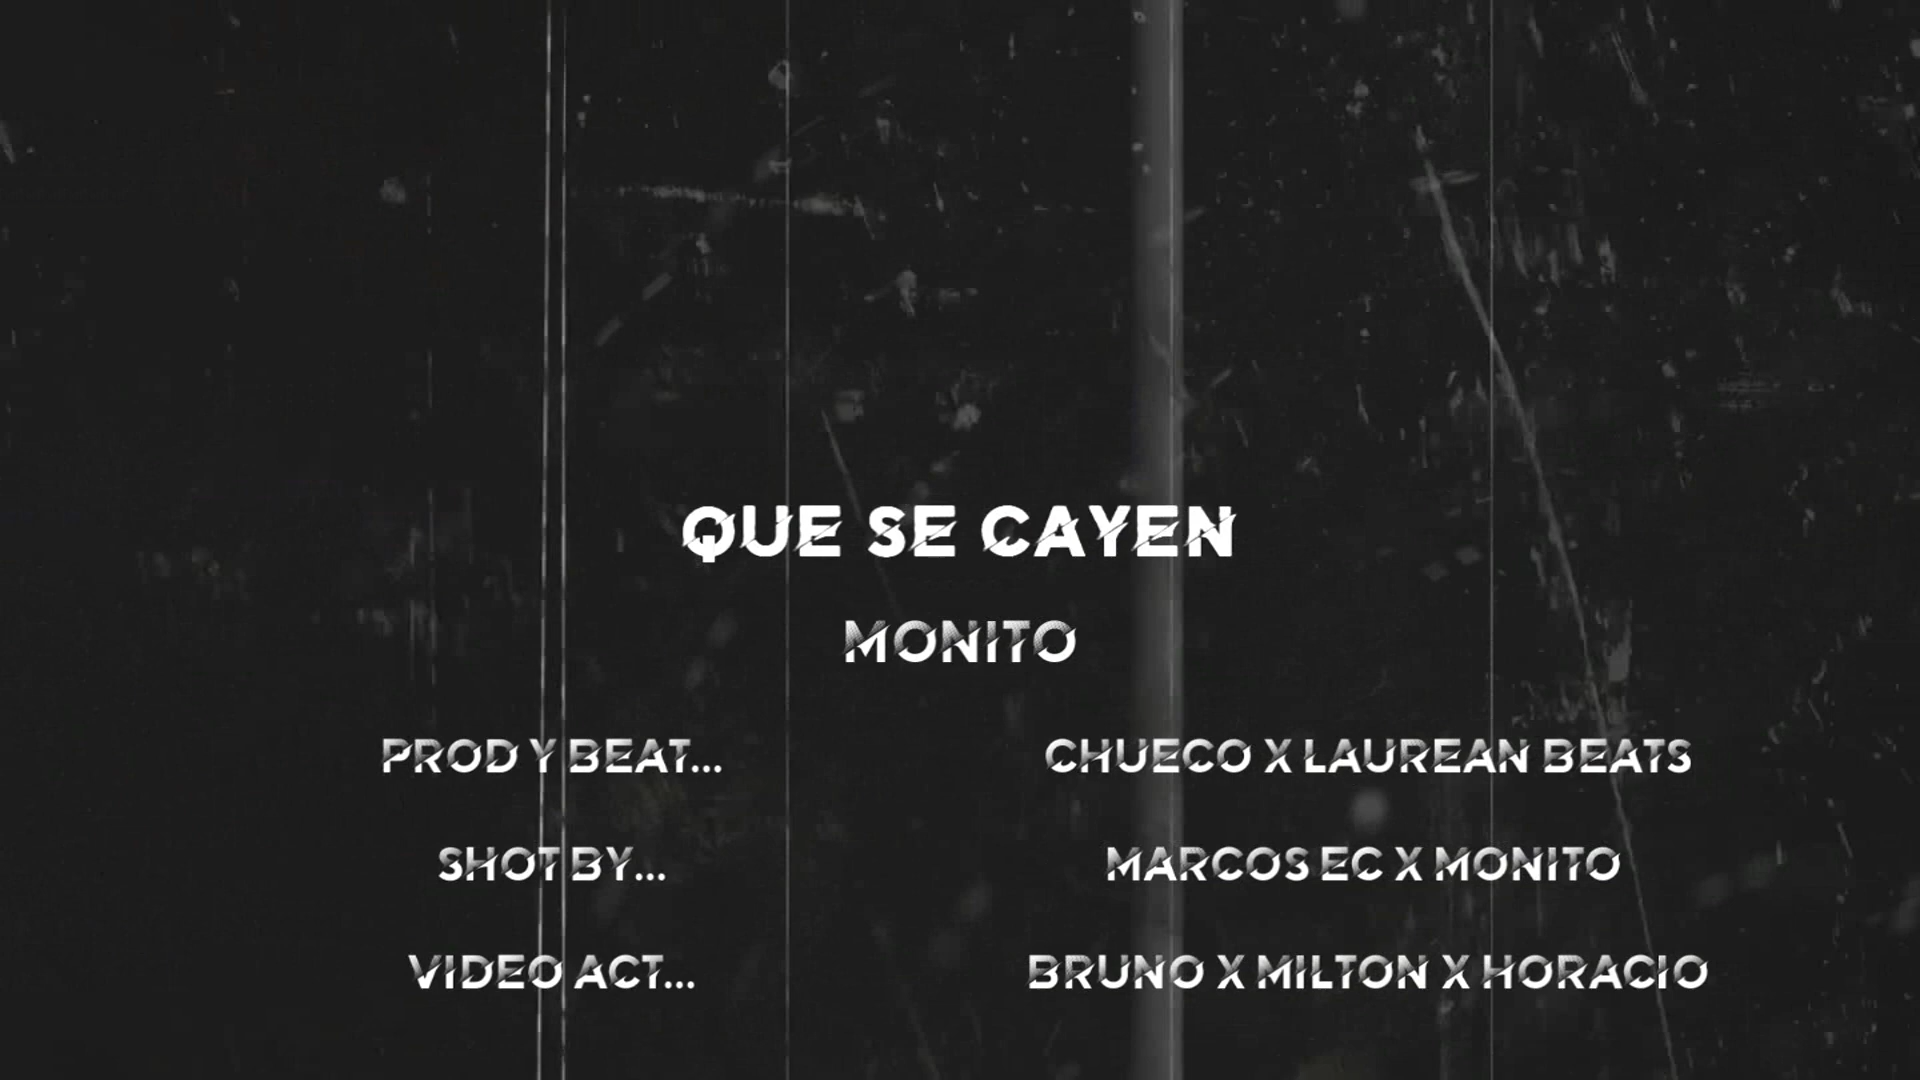 QUE SE CAYEN
MONITO
PROD Y BEAT... CHUECO X LAUREAN BEATS
SHOT BY... MARCOS EC X MONITO
VIDEO ACT... BRUNO X MILTON X HORACIO